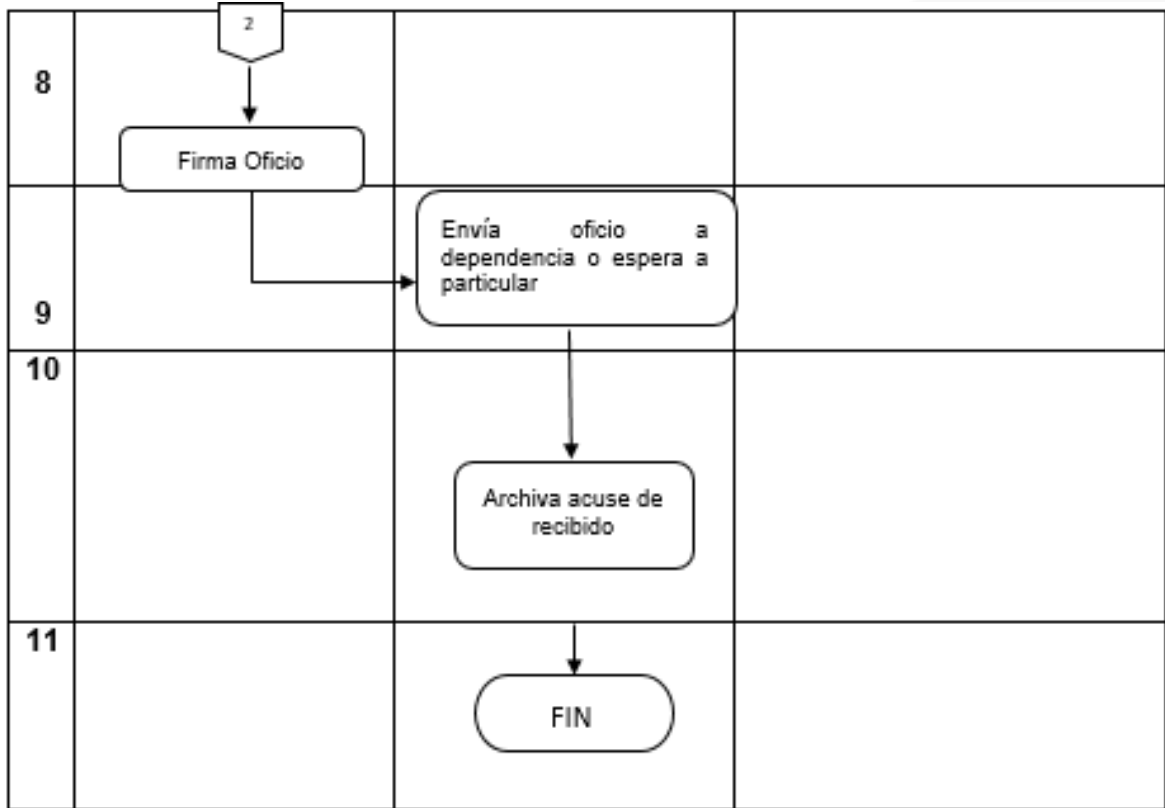 2
8
Firma Oficio
Envía oficio a
dependencia o espera a
particular
9
10
Archiva acuse de
recibido
11
FIN